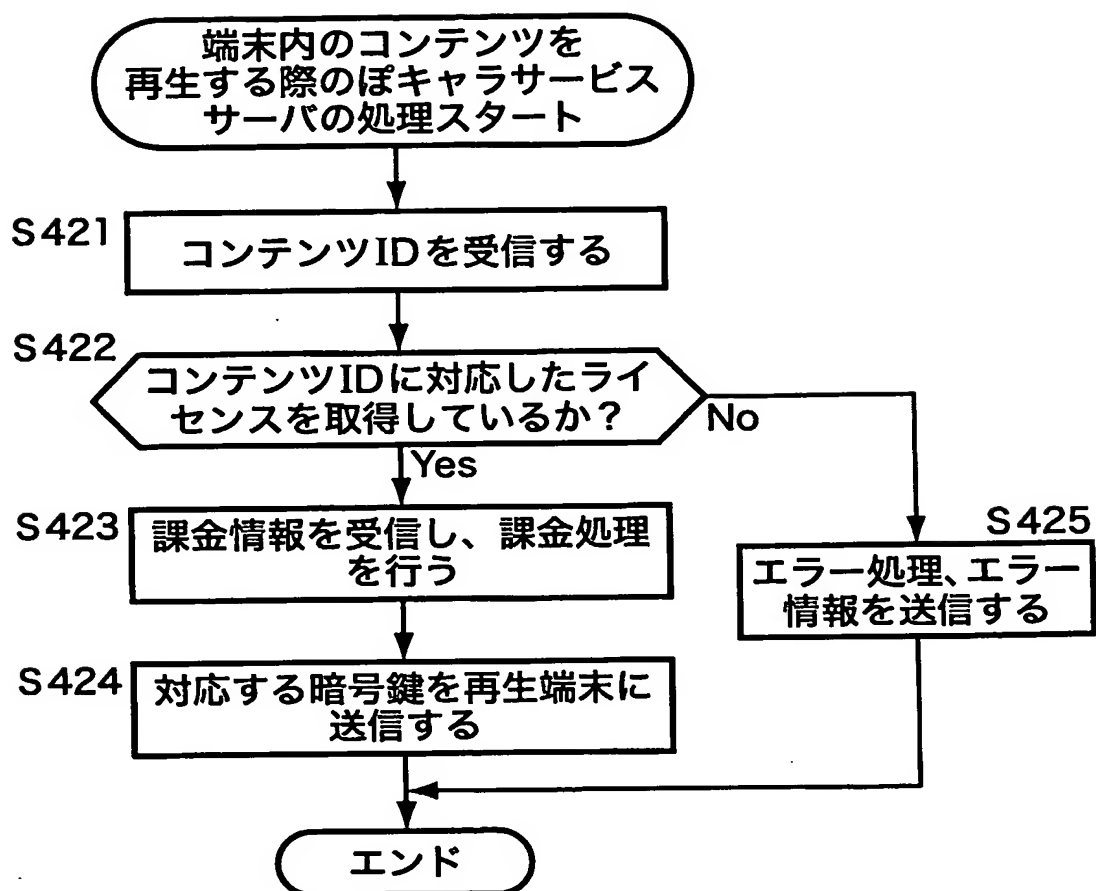 端末内のコンテンツを
再生する際のぽキャラサービス
サーバの処理スタート
S421
コンテンツIDを受信する
S422
コンテンツIDに対応したライ
センスを取得しているか？
No
Yes
S423
課金情報を受信し、課金処理
を行う
S425
エラー処理、エラー
情報を送信する
S424
対応する暗号鍵を再生端末に
送信する
エンド